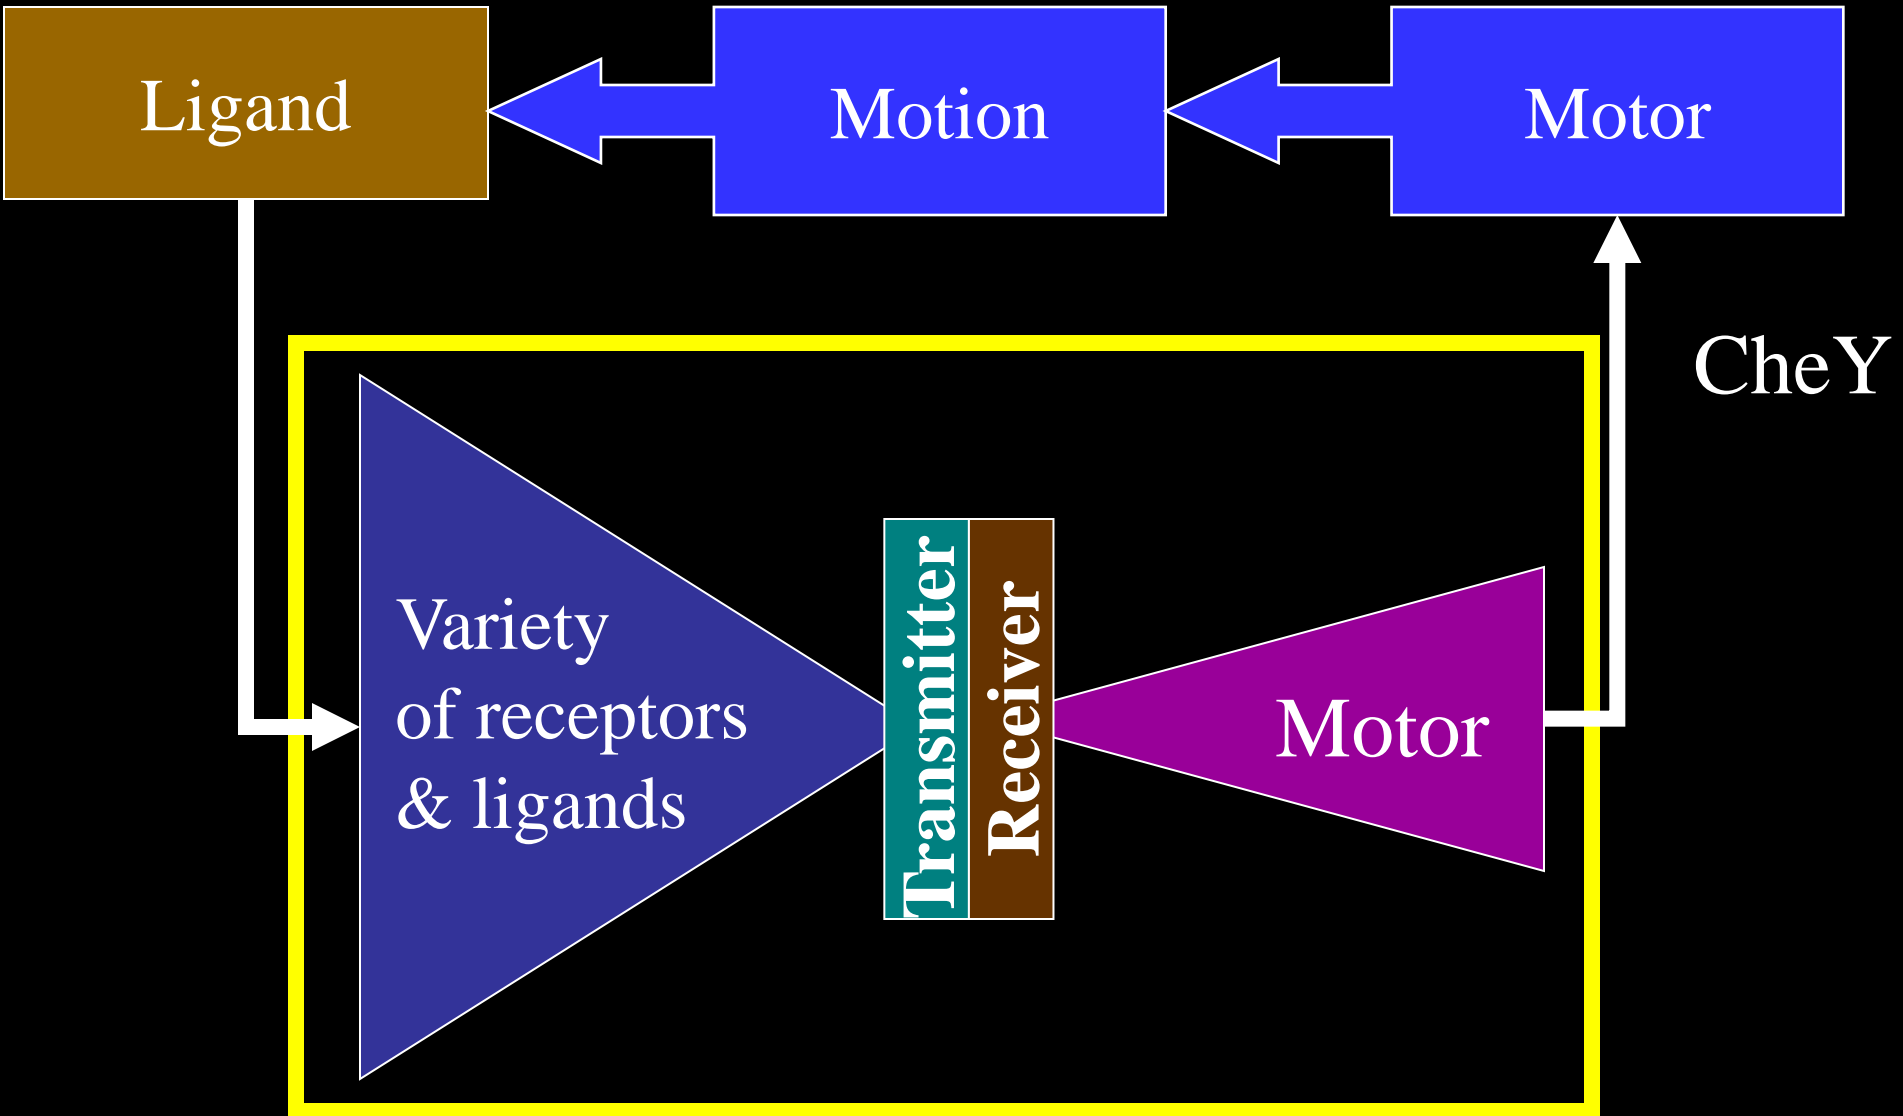 Ligand
Motion
Motor
CheY
Variety
of receptors
& ligands
Transmitter
Receiver
Motor